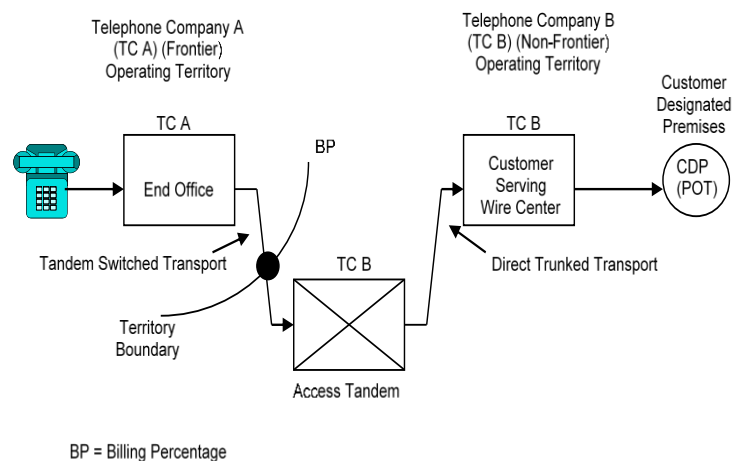 Telephone Company A
(TC A) (Frontier)
Operating Territory
Telephone Company B
(TC B) (Non-Frontier)
Operating Territory
Customer
Designated
Premises
TC A
BP
TC B
End Office
Customer
Serving
Wire Center
CDP
(POT)
Tandem Switched Transport
TC B
Direct Trunked Transport
Territory
Boundary
Access Tandem
BP = Billing Percentage